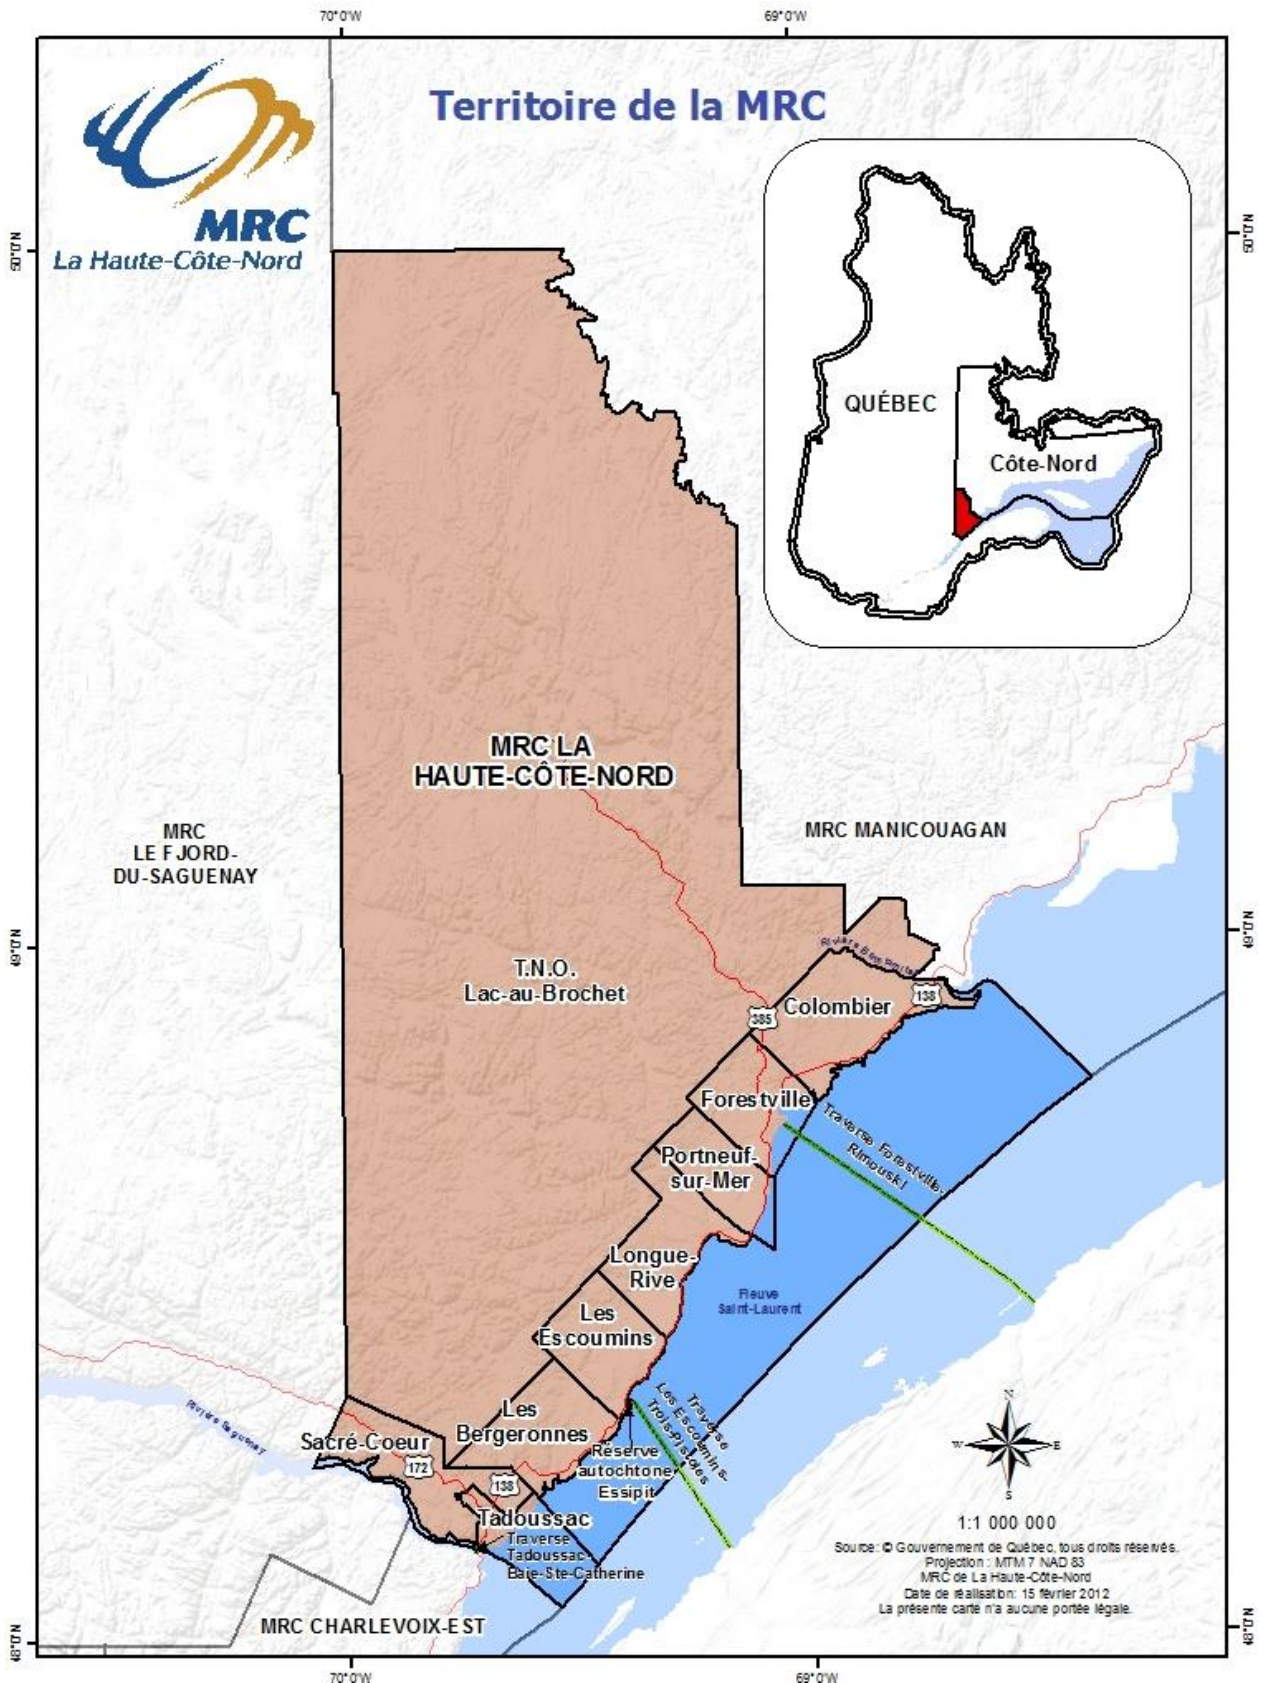 70°0'W
69°0'W
Territoire de la MRC
MRC
La Haute-Côte-Nord
50°0'N
50°0'N
QUÉBEC
Côte-Nord
MRC LA
HAUTE-CÔTE-NORD
MRC
LE FJORD-
DU-SAGUENAY
MRC MANICOUAGAN
49°0'N
49°0'N
T.N.O.
Lac-au-Brochet
Rivière
Colombier
138
385
Forestville
Traverse Forestville-
Rimouski
Portneuf-
sur-Mer
Longue-
Rive
Fleuve
Saint-Laurent
Les
Escoumins
Traverse
Les Escoumins-
Trois-Pistoles
Les
Bergeronnes
Rivière Saguenay
Sacré-Coeur
172
Réserve
autochtone
Essipit
138
Tadoussac
Traverse
Tadoussac-
Baie-Ste-Catherine
MRC CHARLEVOIX-EST
N
W
E
S
1:1 000 000
Source: © Gouvernement de Québec, tous droits réservés.
Projection : MTM 7 NAD 83
MRC de La Haute-Côte-Nord
Date de réalisation: 15 février 2012
La présente carte n'a aucune portée légale.
48°0'N
48°0'N
70°0'W
69°0'W